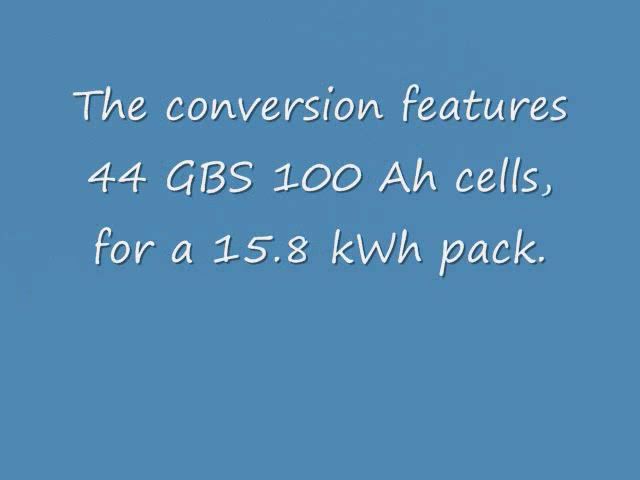 The conversion features
44 GBS 100 Ah cells,
for a 15.8 kWh pack.